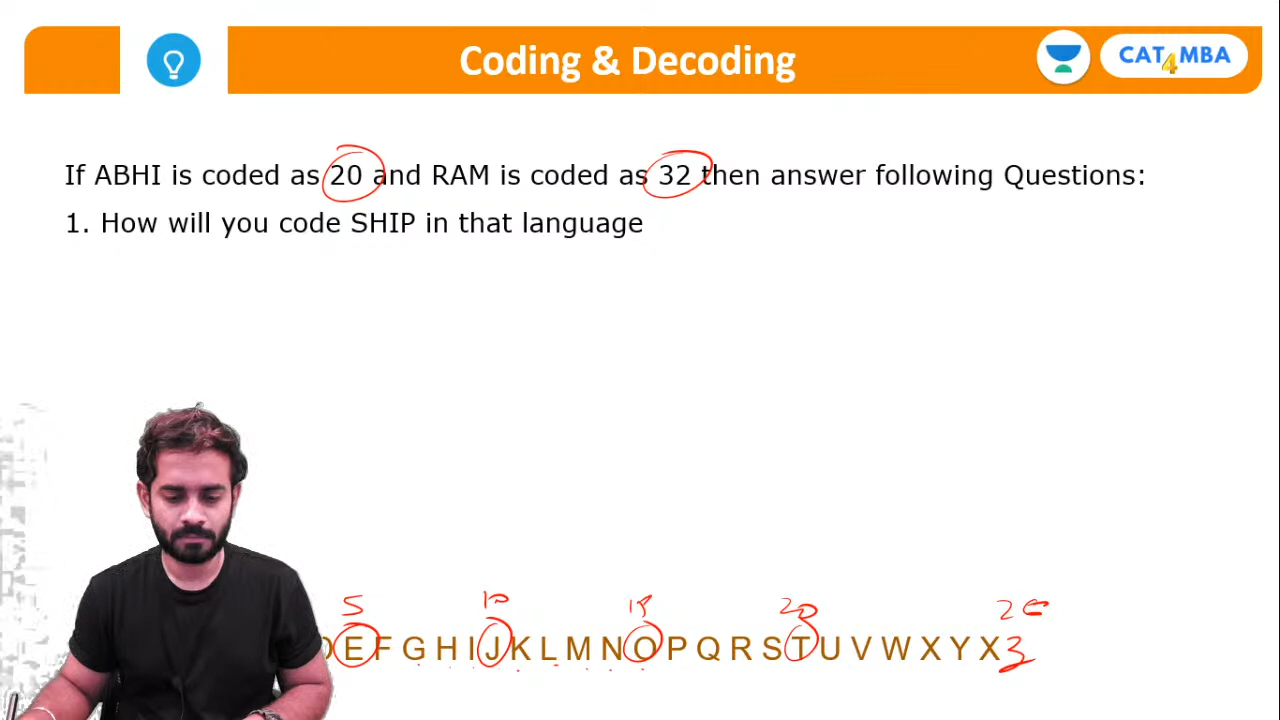 Coding & Decoding
CAT4MBA
If ABHI is coded as 20 and RAM is coded as 32 then answer following Questions:
1. How will you code SHIP in that language
5 10 15 20 26
D E F G H I J K L M N O P Q R S T U V W X Y X Z